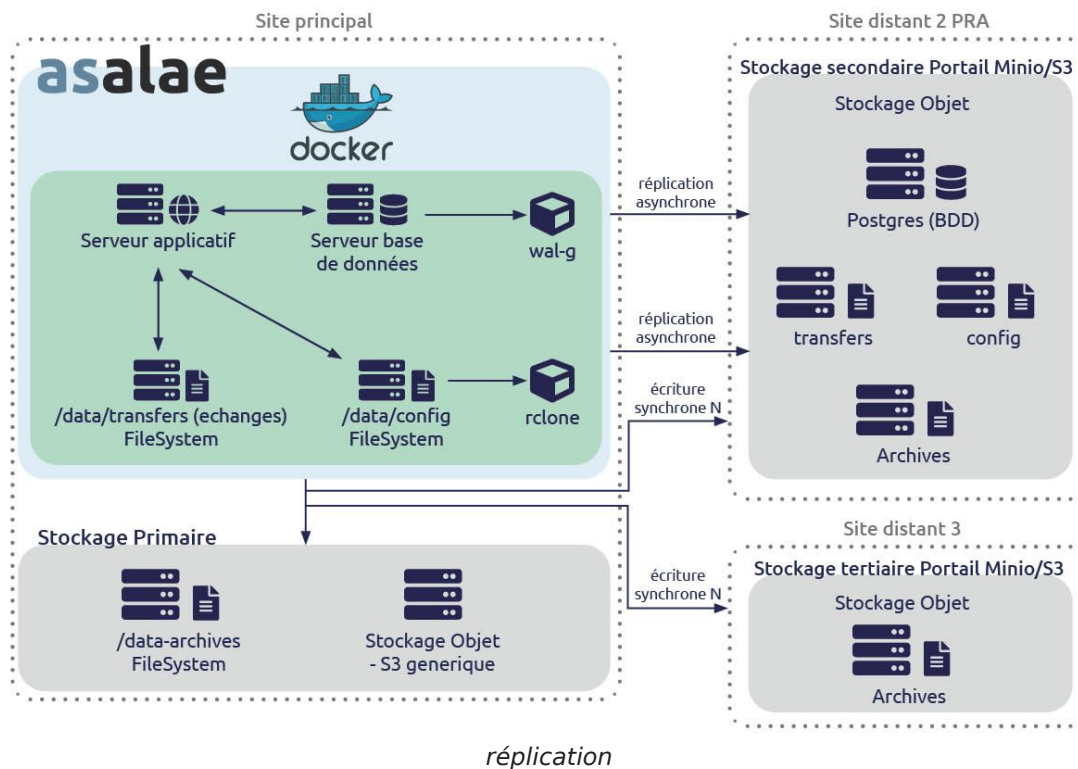 Site principal
asalae
docker
Serveur applicatif
Serveur base
de données
wal-g
/data/transfers (echanges)
FileSystem
/data/config
FileSystem
rclone
réplication
asynchrone
réplication
asynchrone
écriture
synchrone N
écriture
synchrone N
Stockage Primaire
/data-archives
FileSystem
Stockage Objet
- S3 generique
Site distant 2 PRA
Stockage secondaire Portail Minio/S3
Stockage Objet
Postgres (BDD)
transfers
config
Archives
Site distant 3
Stockage tertiaire Portail Minio/S3
Stockage Objet
Archives
réplication